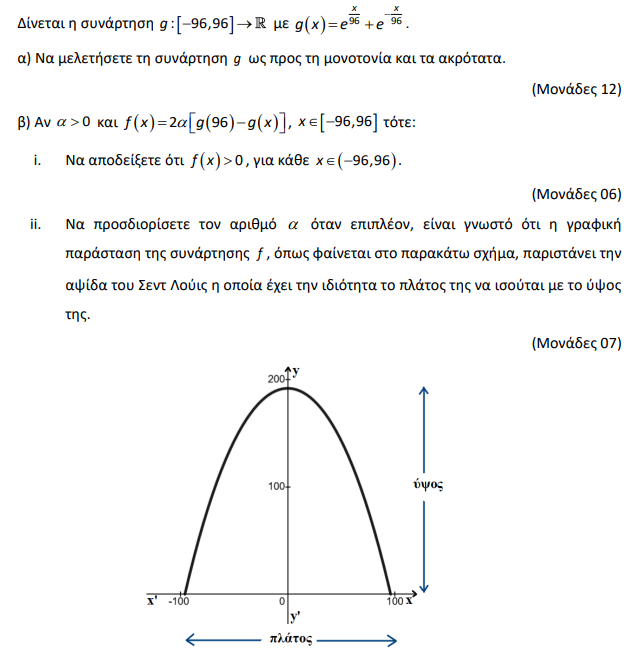 Δίνεται η συνάρτηση g:[−96,96]→ℝ με g(x)=e^{x/96}+e^{−x/96}.
α) Να μελετήσετε τη συνάρτηση g ως προς τη μονοτονία και τα ακρότατα.
(Μονάδες 12)
β) Αν α>0 και f(x)=2α[g(96)−g(x)], x∈[−96,96] τότε:
i. Να αποδείξετε ότι f(x)>0, για κάθε x∈(−96,96).
(Μονάδες 06)
ii. Να προσδιορίσετε τον αριθμό α όταν επιπλέον, είναι γνωστό ότι η γραφική
παράσταση της συνάρτησης f, όπως φαίνεται στο παρακάτω σχήμα, παριστάνει την
αψίδα του Σεντ Λούις η οποία έχει την ιδιότητα το πλάτος της να ισούται με το ύψος
της.
(Μονάδες 07)
200 y
100
ύψος
x' -100 0 100 x
y'
πλάτος